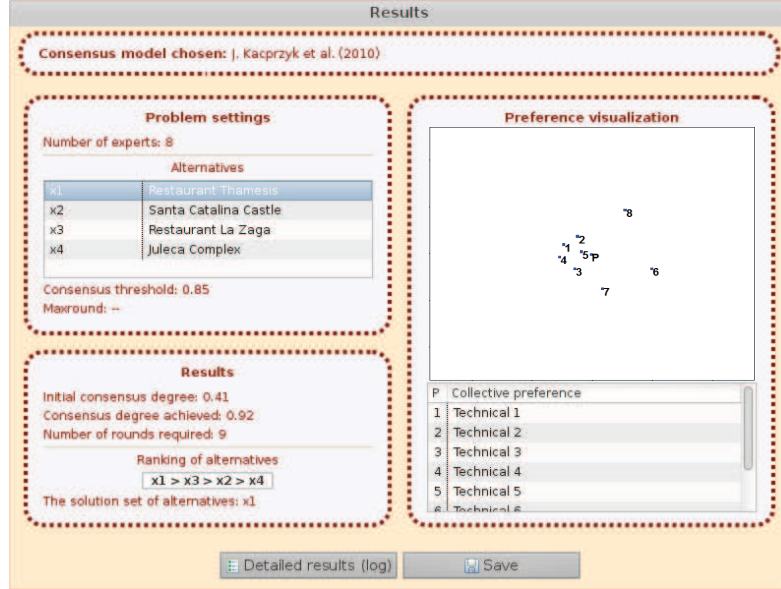 Results
Consensus model chosen: J. Kacprzyk et al. (2010)
Problem settings
Number of experts: 8
Alternatives
x1 Restaurant Thamesis
x2 Santa Catalina Castle
x3 Restaurant La Zaga
x4 Juleca Complex
Consensus threshold: 0.85
Maxround: --
Results
Initial consensus degree: 0.41
Consensus degree achieved: 0.92
Number of rounds required: 9
Ranking of alternatives
x1 > x3 > x2 > x4
The solution set of alternatives: x1
Preference visualization
8
2
1
5 P
4
3
6
7
P Collective preference
1 Technical 1
2 Technical 2
3 Technical 3
4 Technical 4
5 Technical 5
6 Technical 6
Detailed results (log)
Save